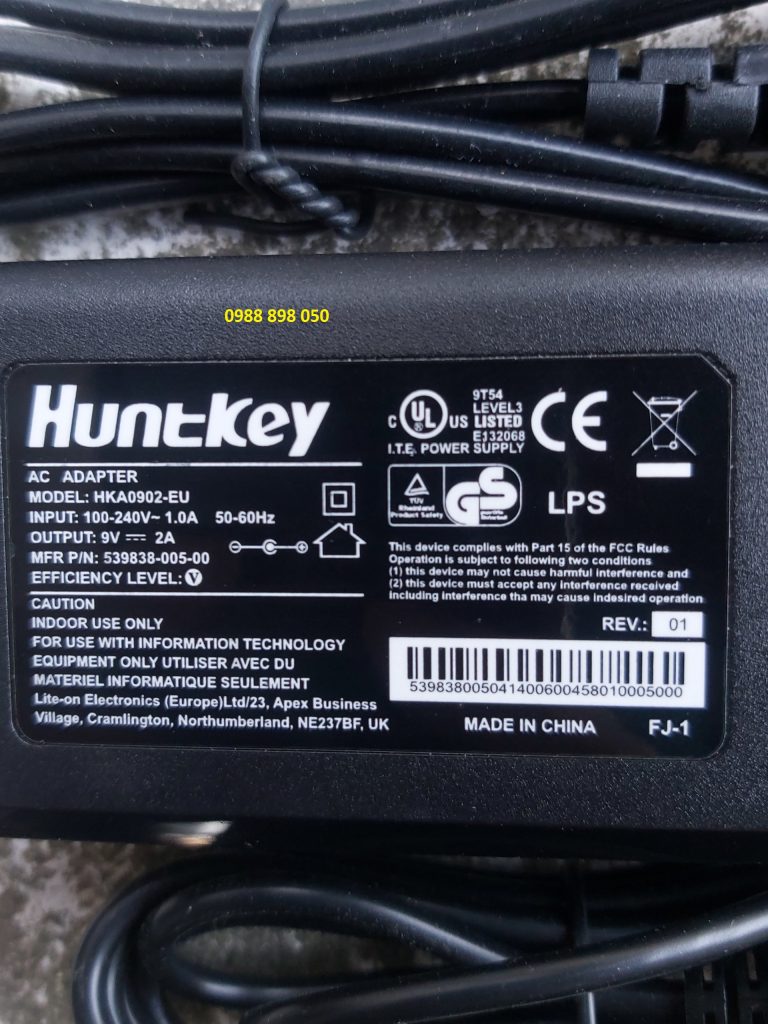 0988 898 050
Huntkey
AC ADAPTER
MODEL: HKA0902-EU
INPUT: 100-240V~ 1.0A 50-60Hz
OUTPUT: 9V ⎓ 2A
MFR P/N: 539838-005-00
EFFICIENCY LEVEL: V
CAUTION
INDOOR USE ONLY
FOR USE WITH INFORMATION TECHNOLOGY
EQUIPMENT ONLY UTILISER AVEC DU
MATERIEL INFORMATIQUE SEULEMENT
Lite-on Electronics (Europe)Ltd/23, Apex Business
Village, Cramlington, Northumberland, NE237BF, UK
C UL US LISTED
9T54
LEVEL3
E132068
I.T.E. POWER SUPPLY
CE
TÜV
Rheinland
Product Safety
GS
LPS
This device complies with Part 15 of the FCC Rules
Operation is subject to following two conditions
(1) this device may not cause harmful interference and
(2) this device must accept any interference received
including interference tha may cause indesired operation
REV.: 01
539838005041400600458010005000
MADE IN CHINA FJ-1